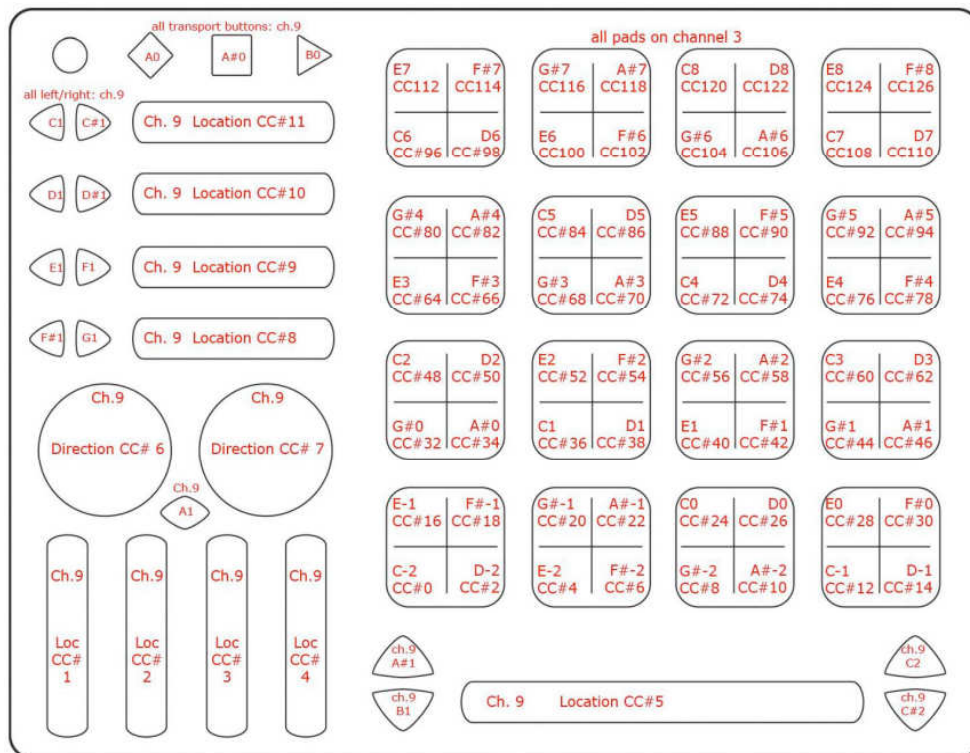 all transport buttons: ch.9
A0 A#0 B0
all pads on channel 3
all left/right: ch.9
C1 C#1 Ch. 9 Location CC#11
D1 D#1 Ch. 9 Location CC#10
E1 F1 Ch. 9 Location CC#9
F#1 G1 Ch. 9 Location CC#8
E7 F#7 G#7 A#7 C8 D8 E8 F#8
CC112 CC114 CC116 CC118 CC120 CC122 CC124 CC126
C6 D6 E6 F#6 G#6 A#6 C7 D7
CC#96 CC#98 CC100 CC102 CC104 CC106 CC108 CC110
G#4 A#4 C5 D5 E5 F#5 G#5 A#5
CC#80 CC#82 CC#84 CC#86 CC#88 CC#90 CC#92 CC#94
E3 F#3 G#3 A#3 C4 D4 E4 F#4
CC#64 CC#66 CC#68 CC#70 CC#72 CC#74 CC#76 CC#78
C2 D2 E2 F#2 G#2 A#2 C3 D3
CC#48 CC#50 CC#52 CC#54 CC#56 CC#58 CC#60 CC#62
G#0 A#0 C1 D1 E1 F#1 G#1 A#1
CC#32 CC#34 CC#36 CC#38 CC#40 CC#42 CC#44 CC#46
E-1 F#-1 G#-1 A#-1 C0 D0 E0 F#0
CC#16 CC#18 CC#20 CC#22 CC#24 CC#26 CC#28 CC#30
C-2 D-2 E-2 F#-2 G#-2 A#-2 C-1 D-1
CC#0 CC#2 CC#4 CC#6 CC#8 CC#10 CC#12 CC#14
Ch.9 Ch.9
Direction CC# 6 Direction CC# 7
Ch.9
A1
Ch.9 Ch.9 Ch.9 Ch.9
Loc Loc Loc Loc
CC# CC# CC# CC#
1 2 3 4
ch.9
A#1
ch.9
B1
Ch. 9 Location CC#5
ch.9
C2
ch.9
C#2